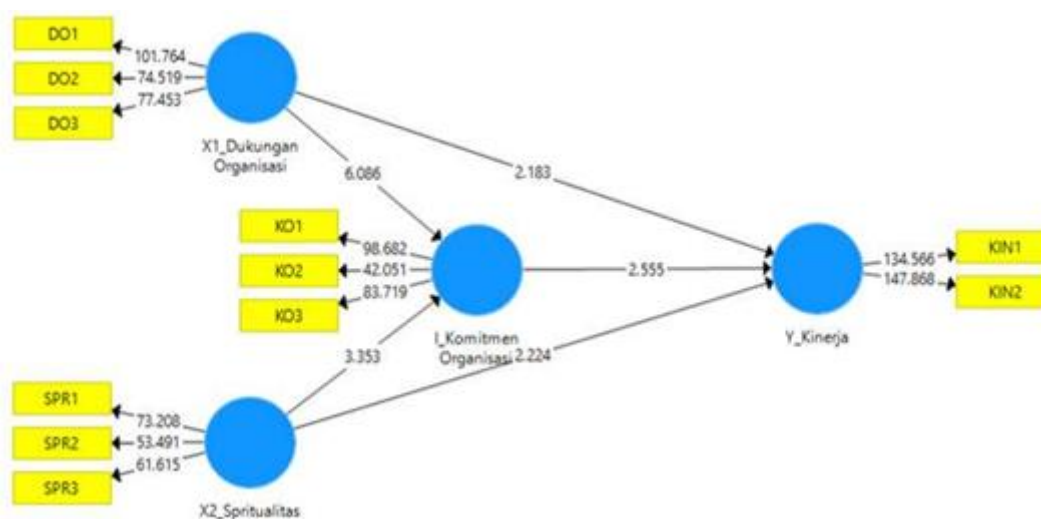 DO1
101.764
DO2
74.519
DO3
77.453
X1_Dukungan
Organisasi
6.086
2.183
KO1
98.682
KO2
42.051
KO3
83.719
I_Komitmen
Organisasi
2.555
134.566
KIN1
147.868
KIN2
Y_Kinerja
3.353
2.224
SPR1
73.208
SPR2
53.491
SPR3
61.615
X2_Spritualitas